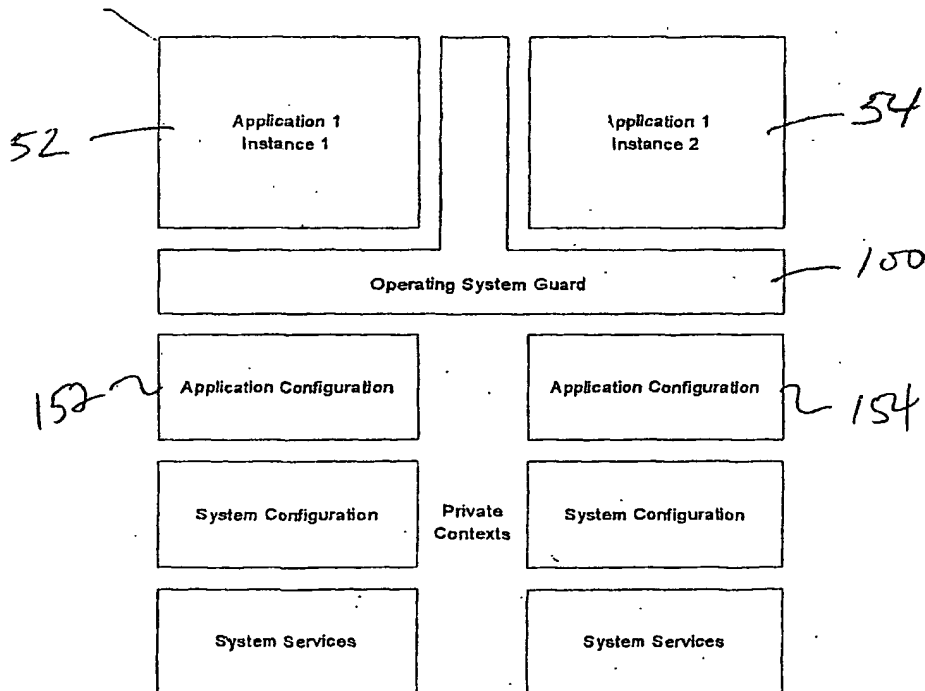 Application 1
Instance 1
52
Application 1
Instance 2
54
Operating System Guard
100
152
Application Configuration
Application Configuration
154
System Configuration
Private
Contexts
System Configuration
System Services
System Services